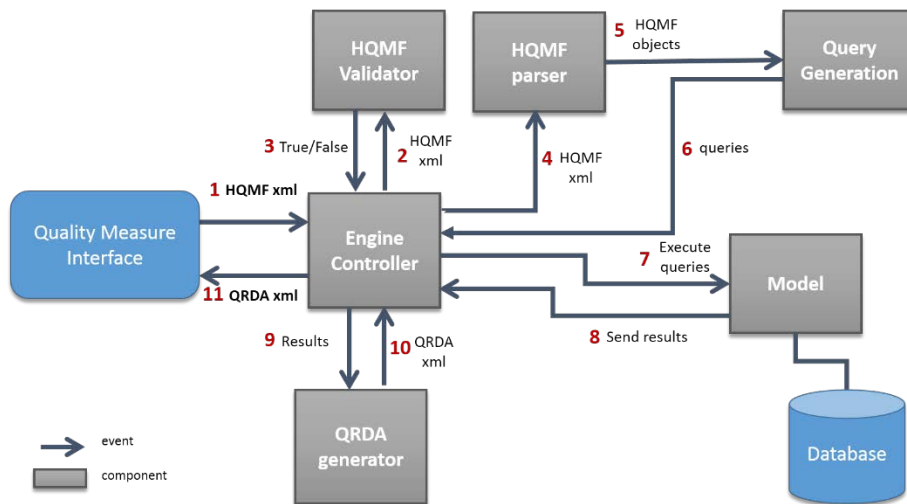 HQMF
Validator
HQMF
parser
5 HQMF
objects
Query
Generation
3 True/False
2 HQMF
xml
4 HQMF
xml
6 queries
1 HQMF xml
Quality Measure
Interface
Engine
Controller
7 Execute
queries
Model
11 QRDA xml
9 Results
10 QRDA
xml
8 Send results
QRDA
generator
Database
event
component